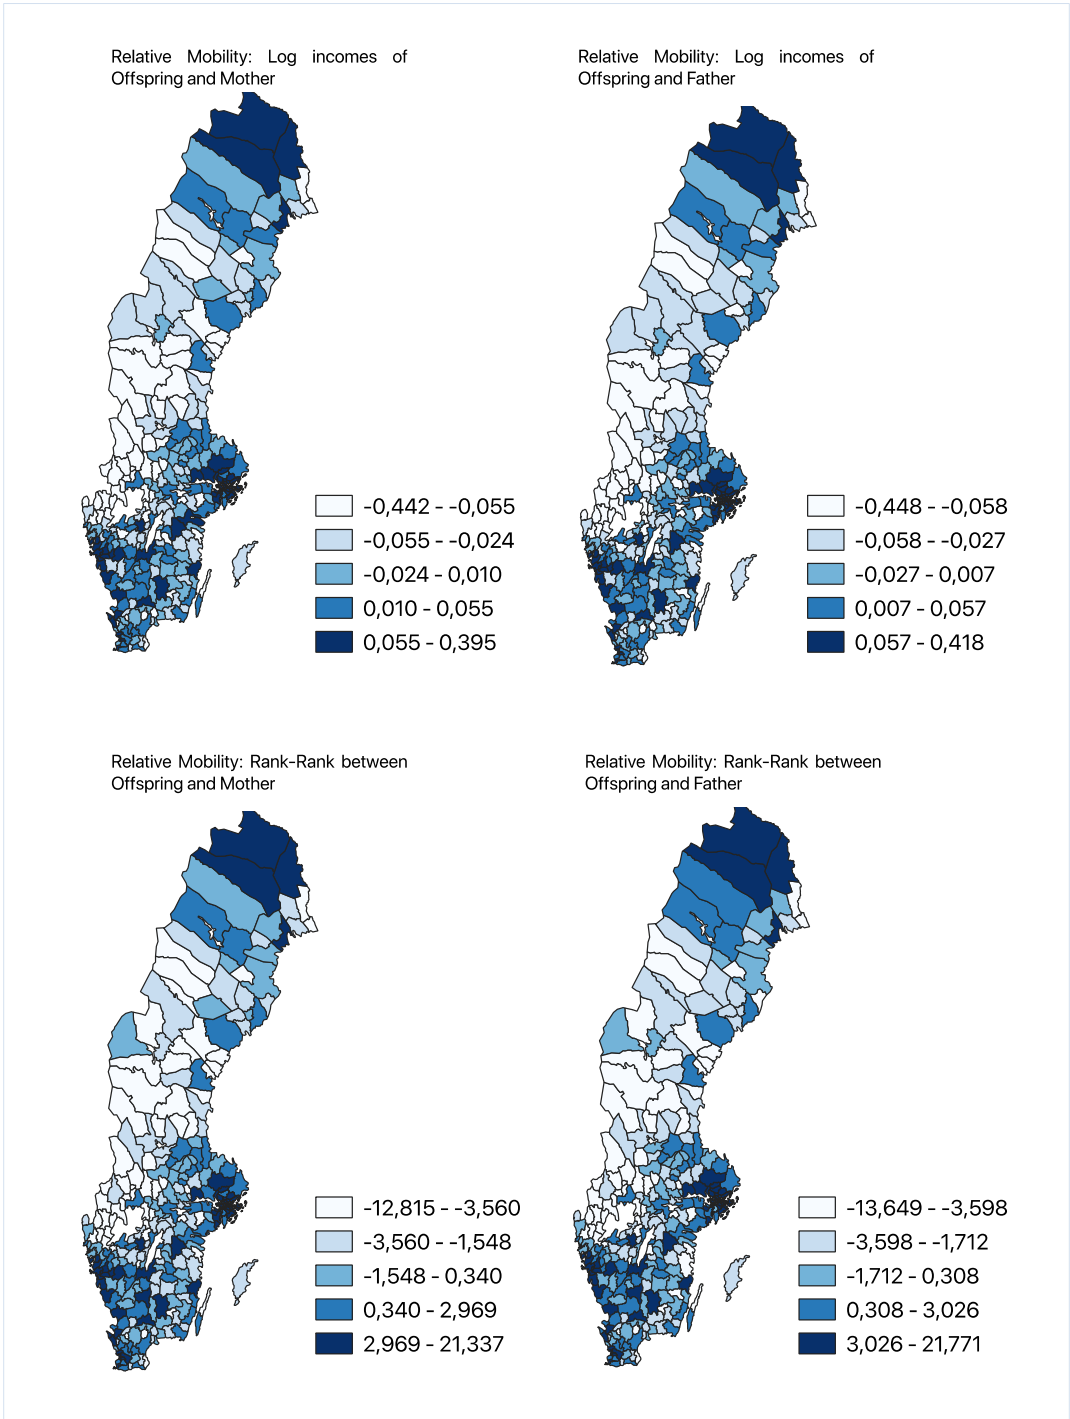 Relative Mobility: Log incomes of
Offspring and Mother
Relative Mobility: Log incomes of
Offspring and Father
-0,442 - -0,055
-0,055 - -0,024
-0,024 - 0,010
0,010 - 0,055
0,055 - 0,395
-0,448 - -0,058
-0,058 - -0,027
-0,027 - 0,007
0,007 - 0,057
0,057 - 0,418
Relative Mobility: Rank-Rank between
Offspring and Mother
Relative Mobility: Rank-Rank between
Offspring and Father
-12,815 - -3,560
-3,560 - -1,548
-1,548 - 0,340
0,340 - 2,969
2,969 - 21,337
-13,649 - -3,598
-3,598 - -1,712
-1,712 - 0,308
0,308 - 3,026
3,026 - 21,771